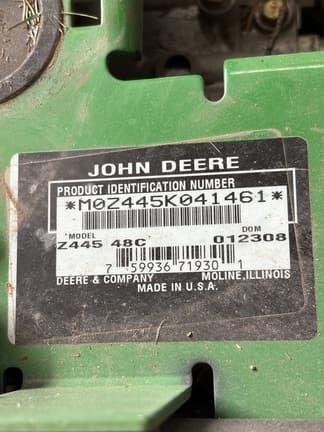 JOHN DEERE
PRODUCT IDENTIFICATION NUMBER
*M0Z445K041461*
*MODEL DOM
Z445 48C 012308
7 59936 71930 1
DEERE & COMPANY MOLINE, ILLINOIS
MADE IN U.S.A.